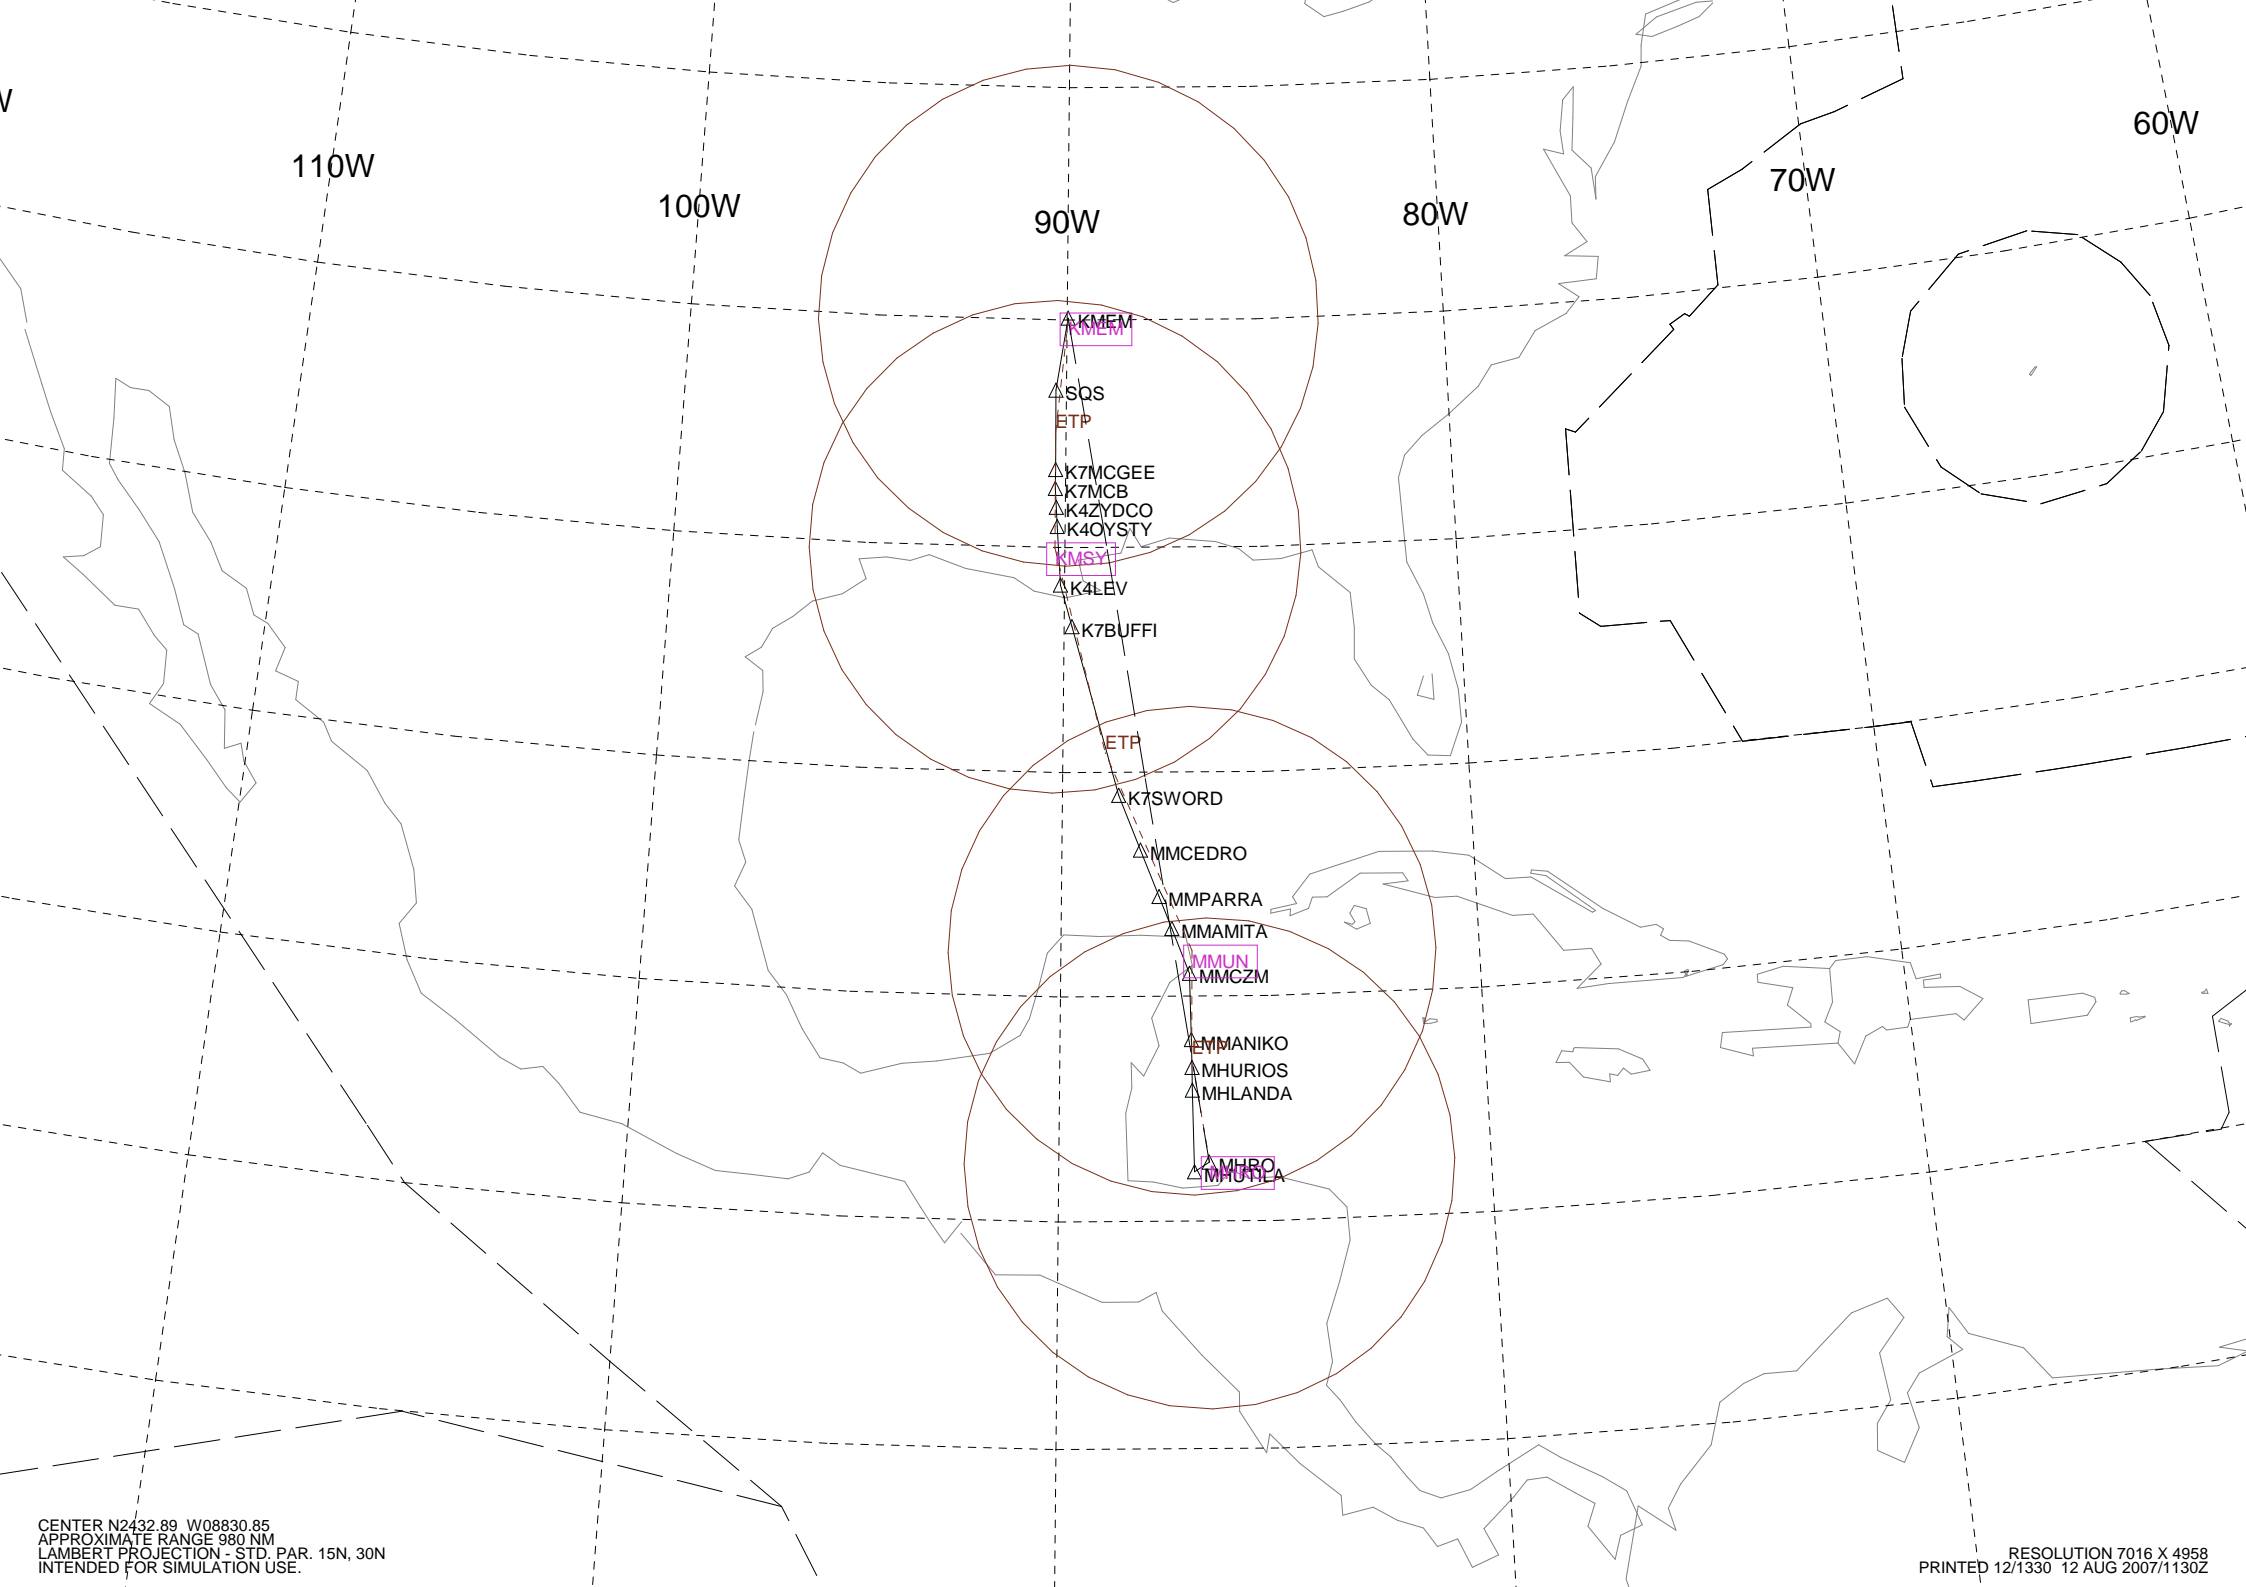 W
60W
110W
70W
100W
80W
90W
KMEM
KMEM
SQS
ETP
K7MCGEE
K7MCB
K4ZYDCO
K4OYSTY
KMSY
K4LEV
K7BUFFI
ETP
K7SWORD
MMCEDRO
MMPARRA
MMAMITA
MMUN
MMCZM
MMANIKO
ETP
MHURIOS
MHLANDA
MHRO
MHRO
MHUTILA
CENTER N2432.89 W08830.85
APPROXIMATE RANGE 980 NM
LAMBERT PROJECTION - STD. PAR. 15N, 30N
INTENDED FOR SIMULATION USE.
RESOLUTION 7016 X 4958
PRINTED 12/1330 12 AUG 2007/1130Z